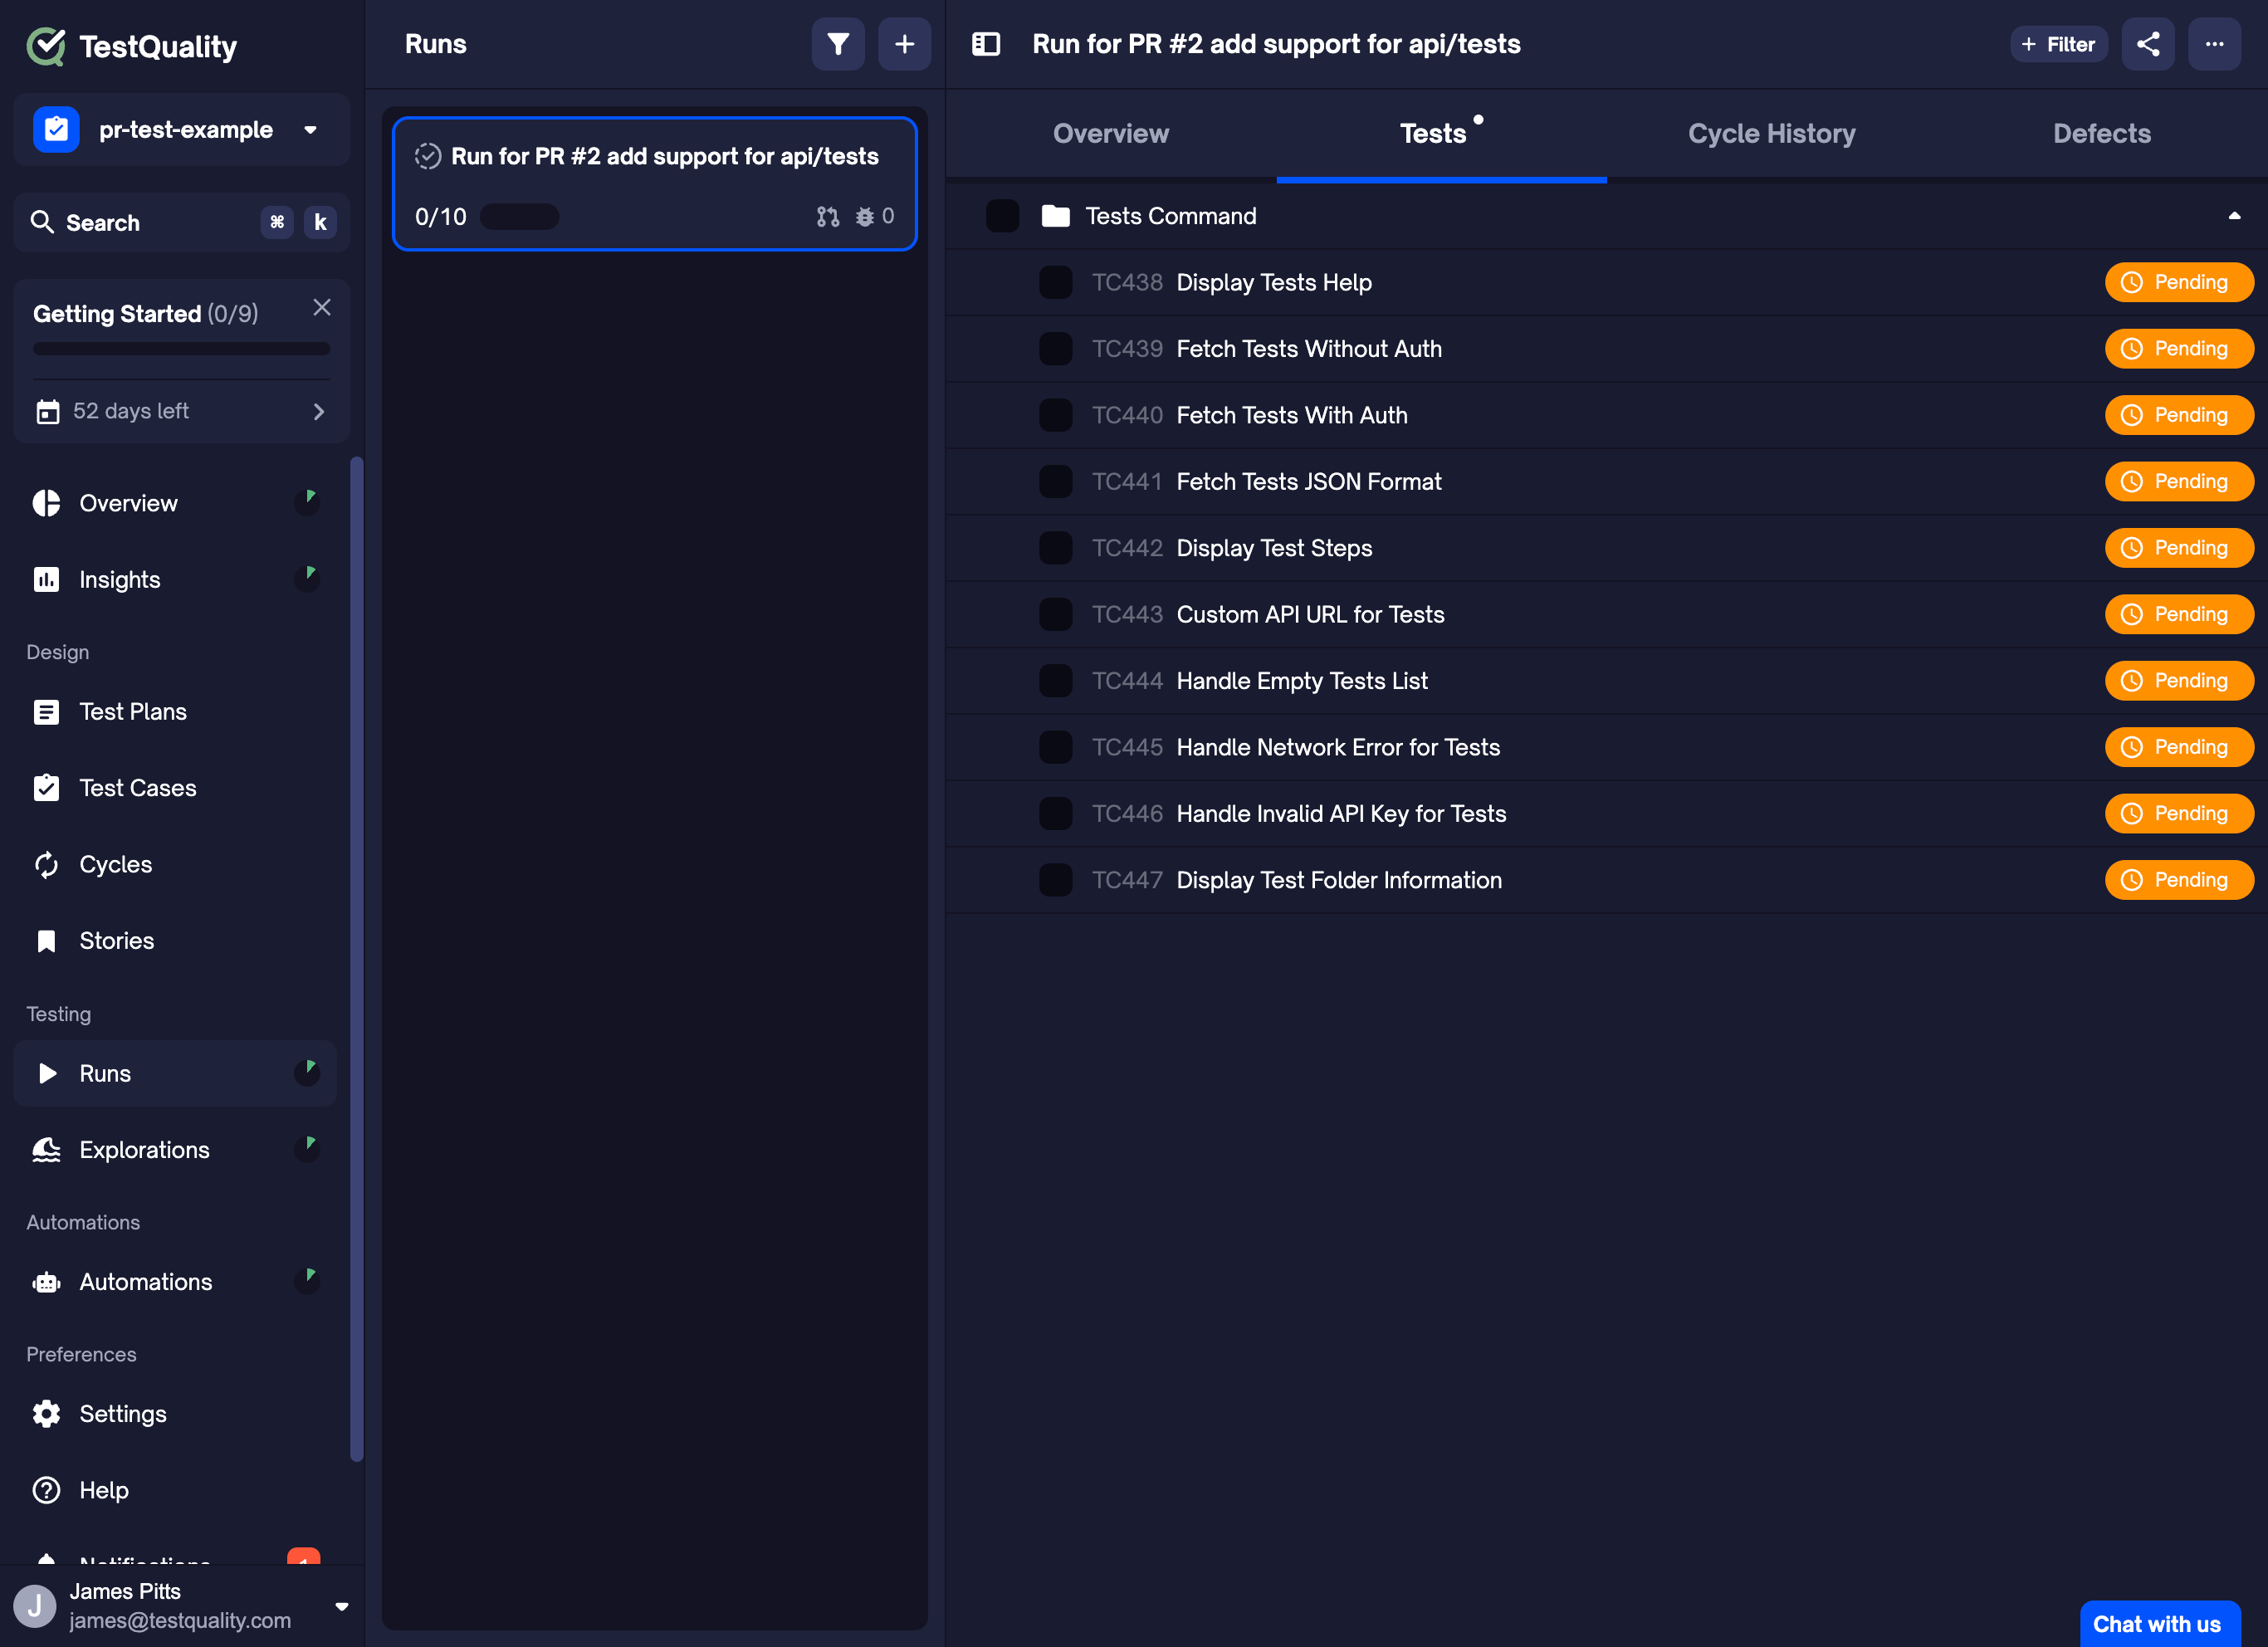 TestQuality
pr-test-example
Search ⌘ k
Getting Started (0/9)
52 days left
Overview
Insights
Design
Test Plans
Test Cases
Cycles
Stories
Testing
Runs
Explorations
Automations
Automations
Preferences
Settings
Help
Notifications 1
J
James Pitts
james@testquality.com
Runs
Run for PR #2 add support for api/tests
0/10 0
Run for PR #2 add support for api/tests
+ Filter
Overview Tests Cycle History Defects
Tests Command
TC438 Display Tests Help Pending
TC439 Fetch Tests Without Auth Pending
TC440 Fetch Tests With Auth Pending
TC441 Fetch Tests JSON Format Pending
TC442 Display Test Steps Pending
TC443 Custom API URL for Tests Pending
TC444 Handle Empty Tests List Pending
TC445 Handle Network Error for Tests Pending
TC446 Handle Invalid API Key for Tests Pending
TC447 Display Test Folder Information Pending
Chat with us